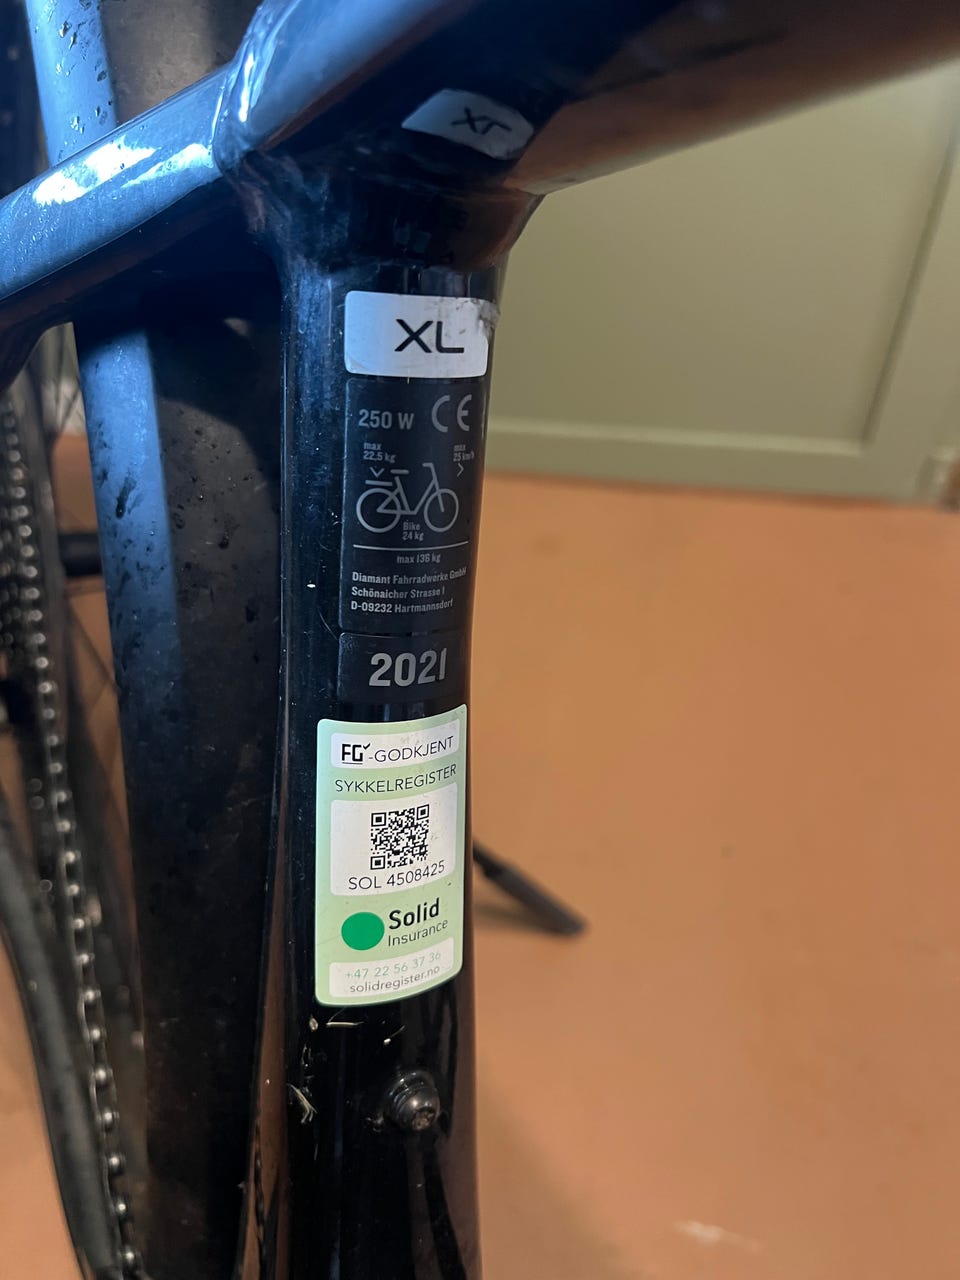 XL
XL
250 W CE
max
22,5 kg
max
25 km/h
Bike
24 kg
max 136 kg
Diamant Fahrradwerke GmbH
Schönaicher Strasse 1
D-09232 Hartmannsdorf
2021
FG-GODKJENT
SYKKELREGISTER
SOL 4508425
Solid
Insurance
+47 22 56 37 36
solidregister.no